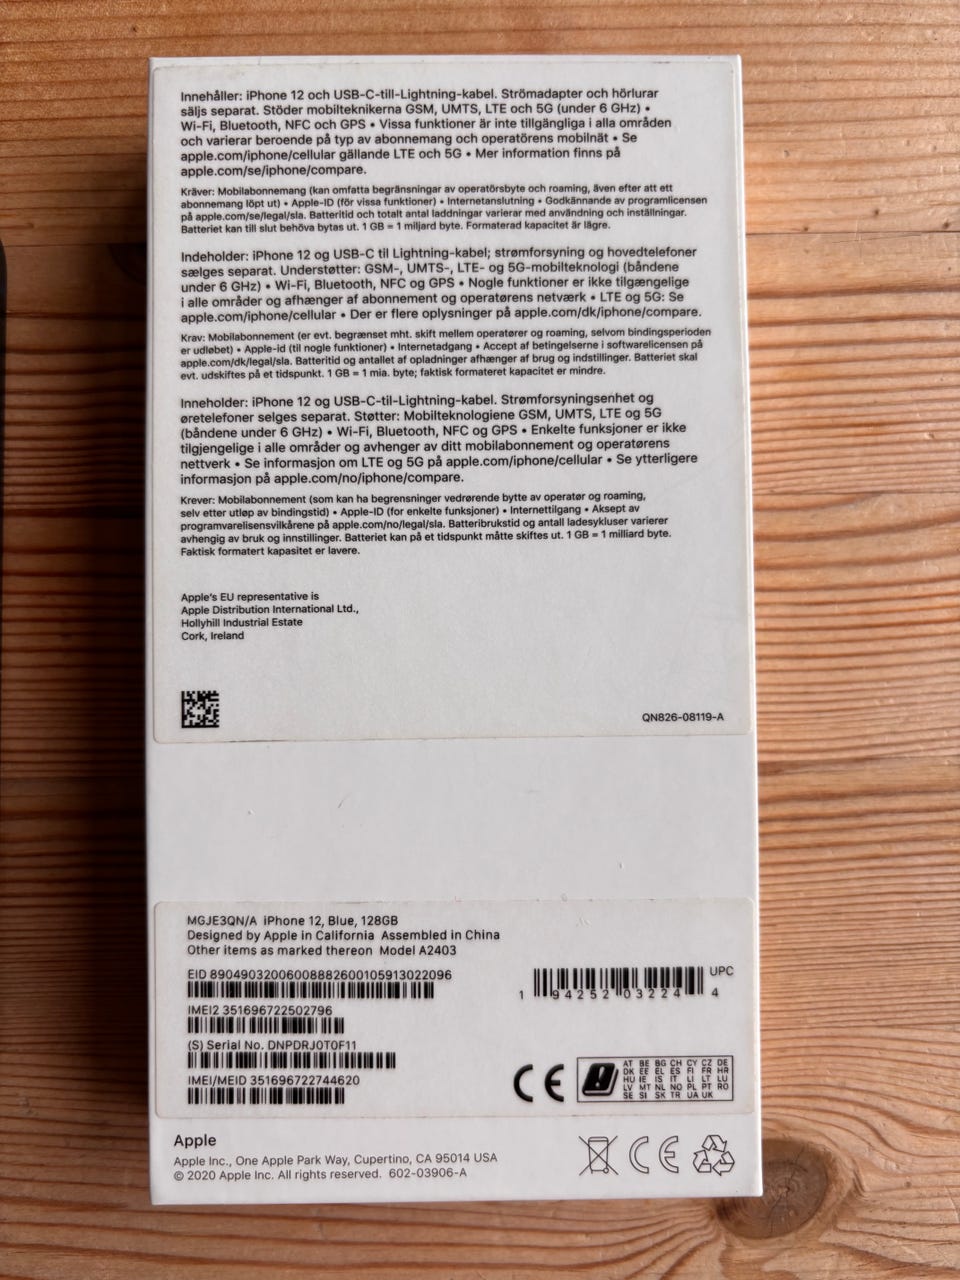 Innehåller: iPhone 12 och USB-C-till-Lightning-kabel. Strömadapter och hörlurar
säljs separat. Stöder mobilteknikerna GSM, UMTS, LTE och 5G (under 6 GHz) •
Wi-Fi, Bluetooth, NFC och GPS • Vissa funktioner är inte tillgängliga i alla områden
och varierar beroende på typ av abonnemang och operatörens mobilnät • Se
apple.com/iphone/cellular gällande LTE och 5G • Mer information finns på
apple.com/se/iphone/compare.
Kräver: Mobilabonnemang (kan omfatta begränsningar av operatörsbyte och roaming, även efter att ett
abonnemang löpt ut) • Apple-ID (för vissa funktioner) • Internetanslutning • Godkännande av programlicensen
på apple.com/se/legal/sla. Batteritid och totalt antal laddningar varierar med användning och inställningar.
Batteriet kan till slut behöva bytas ut. 1 GB = 1 miljard byte. Formaterad kapacitet är lägre.
Indeholder: iPhone 12 og USB-C til Lightning-kabel; strømforsyning og hovedtelefoner
sælges separat. Understøtter: GSM-, UMTS-, LTE- og 5G-mobilteknologi (båndene
under 6 GHz) • Wi-Fi, Bluetooth, NFC og GPS • Nogle funktioner er ikke tilgængelige
i alle områder og afhænger af abonnement og operatørens netværk • LTE og 5G: Se
apple.com/iphone/cellular • Der er flere oplysninger på apple.com/dk/iphone/compare.
Krav: Mobilabonnement (er evt. begrænset mht. skift mellem operatører og roaming, selvom bindingsperioden
er udløbet) • Apple-id (til nogle funktioner) • Internetadgang • Accept af betingelserne i softwarelicensen på
apple.com/dk/legal/sla. Batteritid og antallet af opladninger afhænger af brug og indstillinger. Batteriet skal
evt. udskiftes på et tidspunkt. 1 GB = 1 mia. byte; faktisk formateret kapacitet er mindre.
Inneholder: iPhone 12 og USB-C-til-Lightning-kabel. Strømforsyningsenhet og
øretelefoner selges separat. Støtter: Mobilteknologiene GSM, UMTS, LTE og 5G
(båndene under 6 GHz) • Wi-Fi, Bluetooth, NFC og GPS • Enkelte funksjoner er ikke
tilgjengelige i alle områder og avhenger av ditt mobilabonnement og operatørens
nettverk • Se informasjon om LTE og 5G på apple.com/iphone/cellular • Se ytterligere
informasjon på apple.com/no/iphone/compare.
Krever: Mobilabonnement (som kan ha begrensninger vedrørende bytte av operatør og roaming,
selv etter utløp av bindingstid) • Apple-ID (for enkelte funksjoner) • Internettilgang • Aksept av
programvarelisensvilkårene på apple.com/no/legal/sla. Batteribrukstid og antall ladesykluser varierer
avhengig av bruk og innstillinger. Batteriet kan på et tidspunkt måtte skiftes ut. 1 GB = 1 milliard byte.
Faktisk formatert kapasitet er lavere.
Apple's EU representative is
Apple Distribution International Ltd.,
Hollyhill Industrial Estate
Cork, Ireland
QN826-08119-A
MGJE3QN/A iPhone 12, Blue, 128GB
Designed by Apple in California Assembled in China
Other items as marked thereon Model A2403
EID 89049032006008882600105913022096
IMEI2 351696722502796
(S) Serial No. DNPDRJ0T0F11
IMEI/MEID 351696722744620
UPC
1 94252 03224 4
CE
AT BE BG CH CY CZ DE
DK EE EL ES FI FR HR
HU IE IS IT LI LT LU
LV MT NL NO PL PT RO
SE SI SK TR UA UK
Apple
Apple Inc., One Apple Park Way, Cupertino, CA 95014 USA
© 2020 Apple Inc. All rights reserved. 602-03906-A
CE